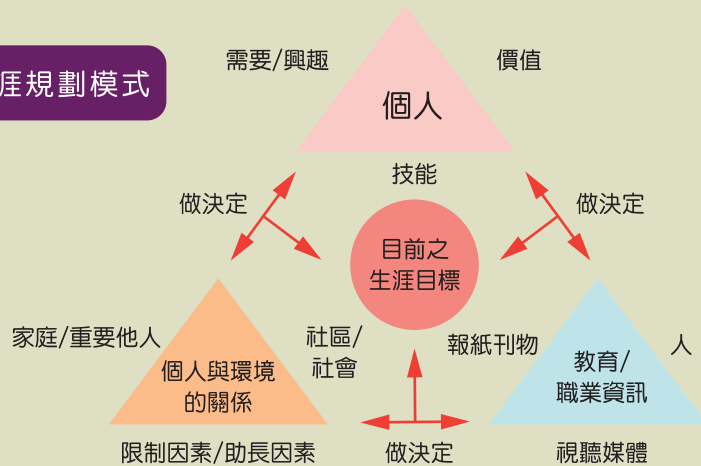 涯規劃模式
需要/興趣
價值
個人
技能
做決定
做決定
目前之
生涯目標
家庭/重要他人
社區/
社會
報紙刊物
人
個人與環境
的關係
教育/
職業資訊
限制因素/助長因素
做決定
視聽媒體